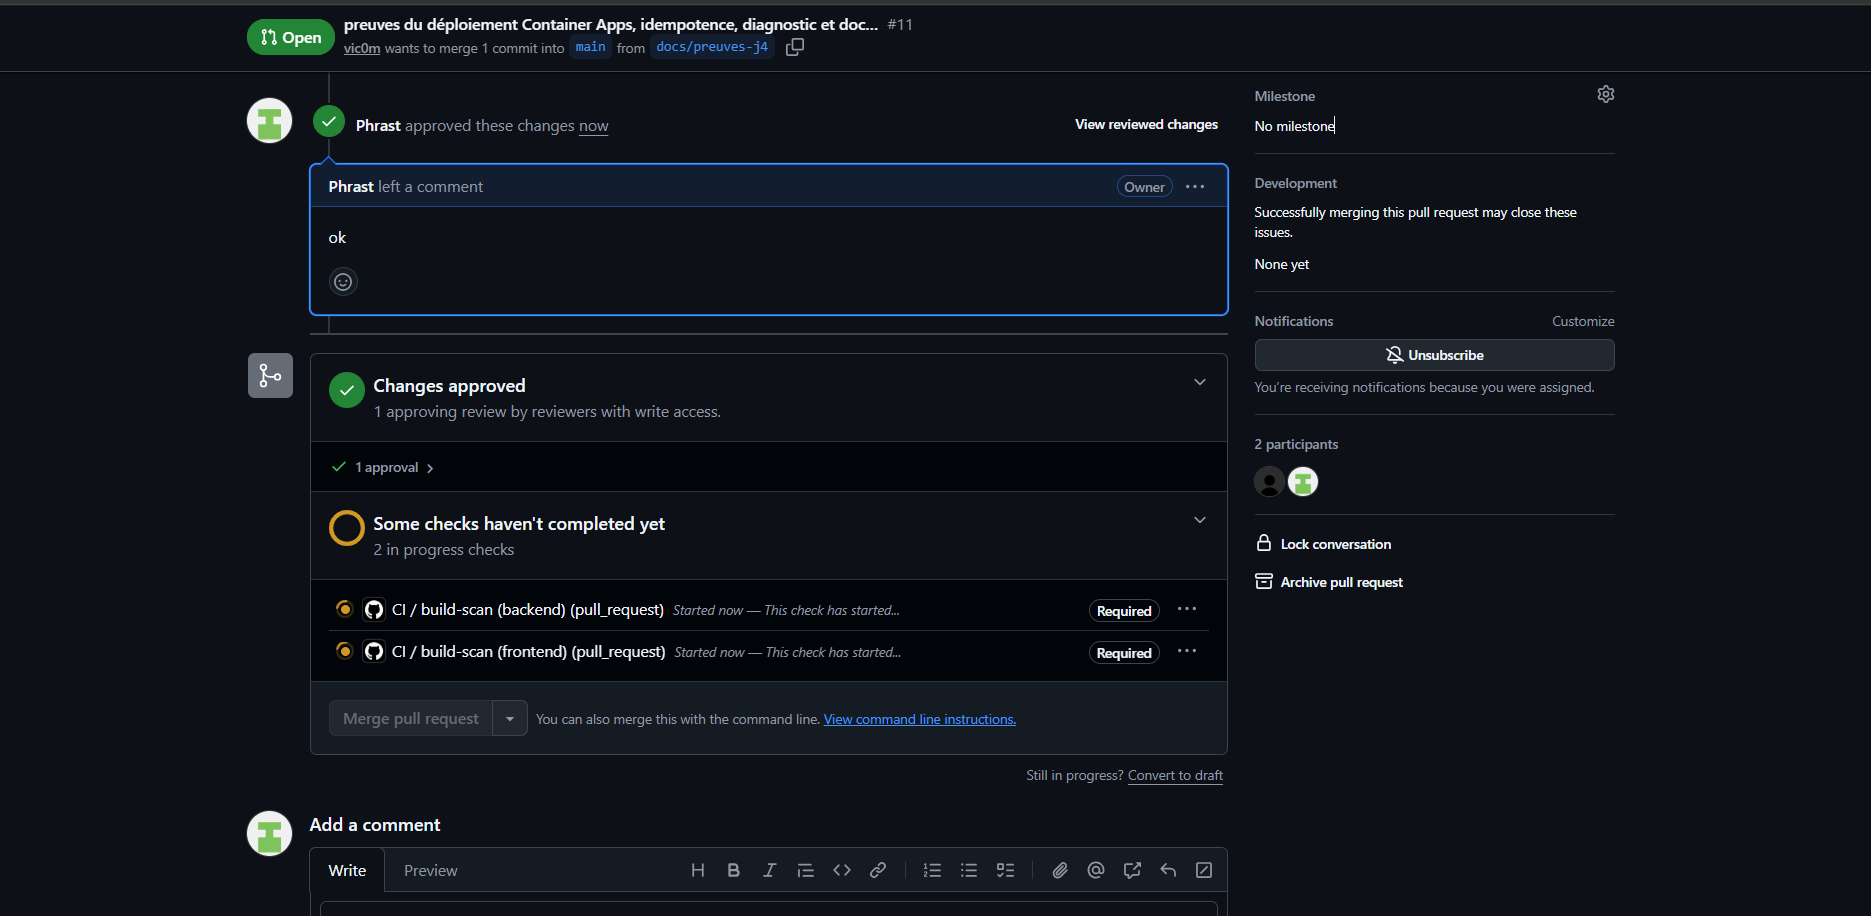 Open
preuves du déploiement Container Apps, idempotence, diagnostic et doc... #11
vic0m wants to merge 1 commit into main from docs/preuves-j4
Phrast approved these changes now
View reviewed changes
Phrast left a comment
Owner
ok
Changes approved
1 approving review by reviewers with write access.
1 approval
Some checks haven't completed yet
2 in progress checks
CI / build-scan (backend) (pull_request) Started now — This check has started...
Required
CI / build-scan (frontend) (pull_request) Started now — This check has started...
Required
Merge pull request
You can also merge this with the command line. View command line instructions.
Still in progress? Convert to draft
Add a comment
Write
Preview
Milestone
No milestone
Development
Successfully merging this pull request may close these
issues.
None yet
Notifications
Customize
Unsubscribe
You're receiving notifications because you were assigned.
2 participants
Lock conversation
Archive pull request